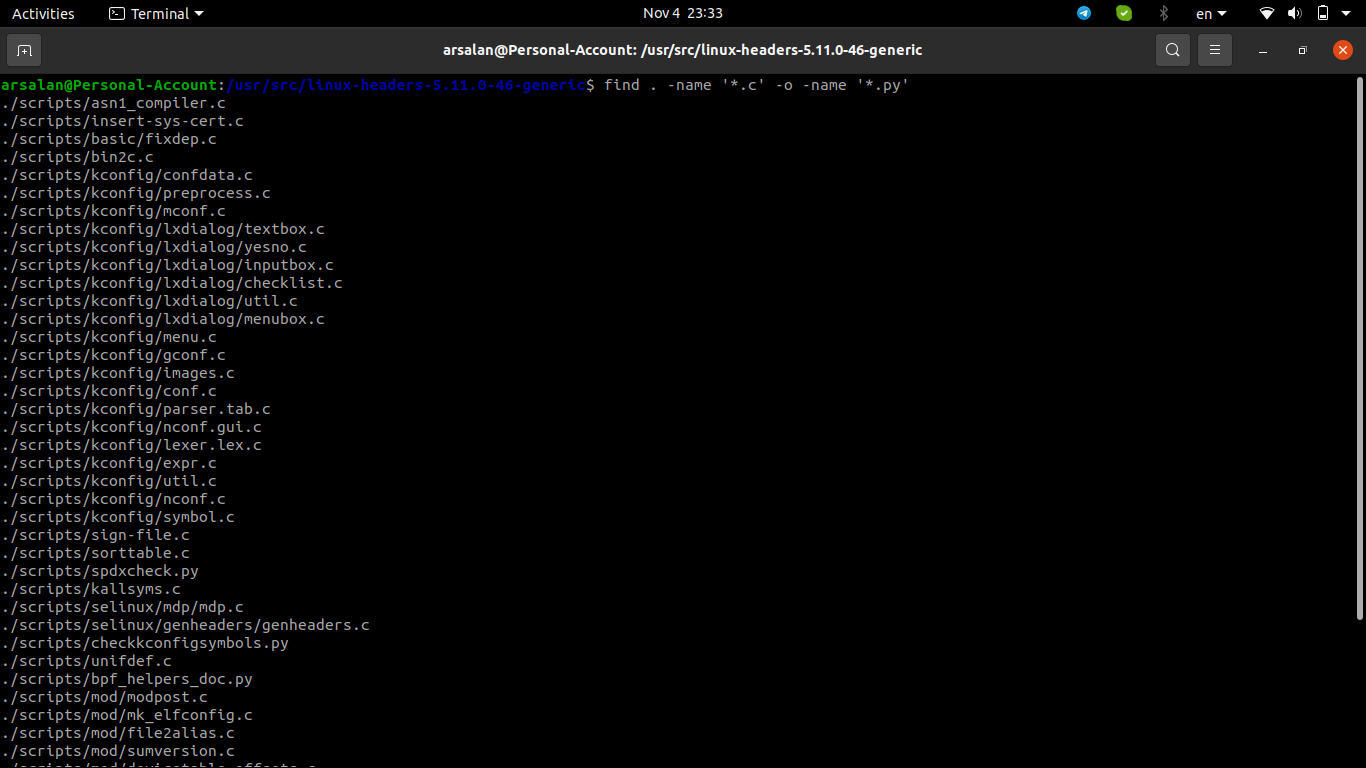 Activities Terminal Nov 4 23:33 en
arsalan@Personal-Account: /usr/src/linux-headers-5.11.0-46-generic
arsalan@Personal-Account:/usr/src/linux-headers-5.11.0-46-generic$ find . -name '*.c' -o -name '*.py'
./scripts/asn1_compiler.c
./scripts/insert-sys-cert.c
./scripts/basic/fixdep.c
./scripts/bin2c.c
./scripts/kconfig/confdata.c
./scripts/kconfig/preprocess.c
./scripts/kconfig/mconf.c
./scripts/kconfig/lxdialog/textbox.c
./scripts/kconfig/lxdialog/yesno.c
./scripts/kconfig/lxdialog/inputbox.c
./scripts/kconfig/lxdialog/checklist.c
./scripts/kconfig/lxdialog/util.c
./scripts/kconfig/lxdialog/menubox.c
./scripts/kconfig/menu.c
./scripts/kconfig/gconf.c
./scripts/kconfig/images.c
./scripts/kconfig/conf.c
./scripts/kconfig/parser.tab.c
./scripts/kconfig/nconf.gui.c
./scripts/kconfig/lexer.lex.c
./scripts/kconfig/expr.c
./scripts/kconfig/util.c
./scripts/kconfig/nconf.c
./scripts/kconfig/symbol.c
./scripts/sign-file.c
./scripts/sorttable.c
./scripts/spdxcheck.py
./scripts/kallsyms.c
./scripts/selinux/mdp/mdp.c
./scripts/selinux/genheaders/genheaders.c
./scripts/checkkconfigsymbols.py
./scripts/unifdef.c
./scripts/bpf_helpers_doc.py
./scripts/mod/modpost.c
./scripts/mod/mk_elfconfig.c
./scripts/mod/file2alias.c
./scripts/mod/sumversion.c